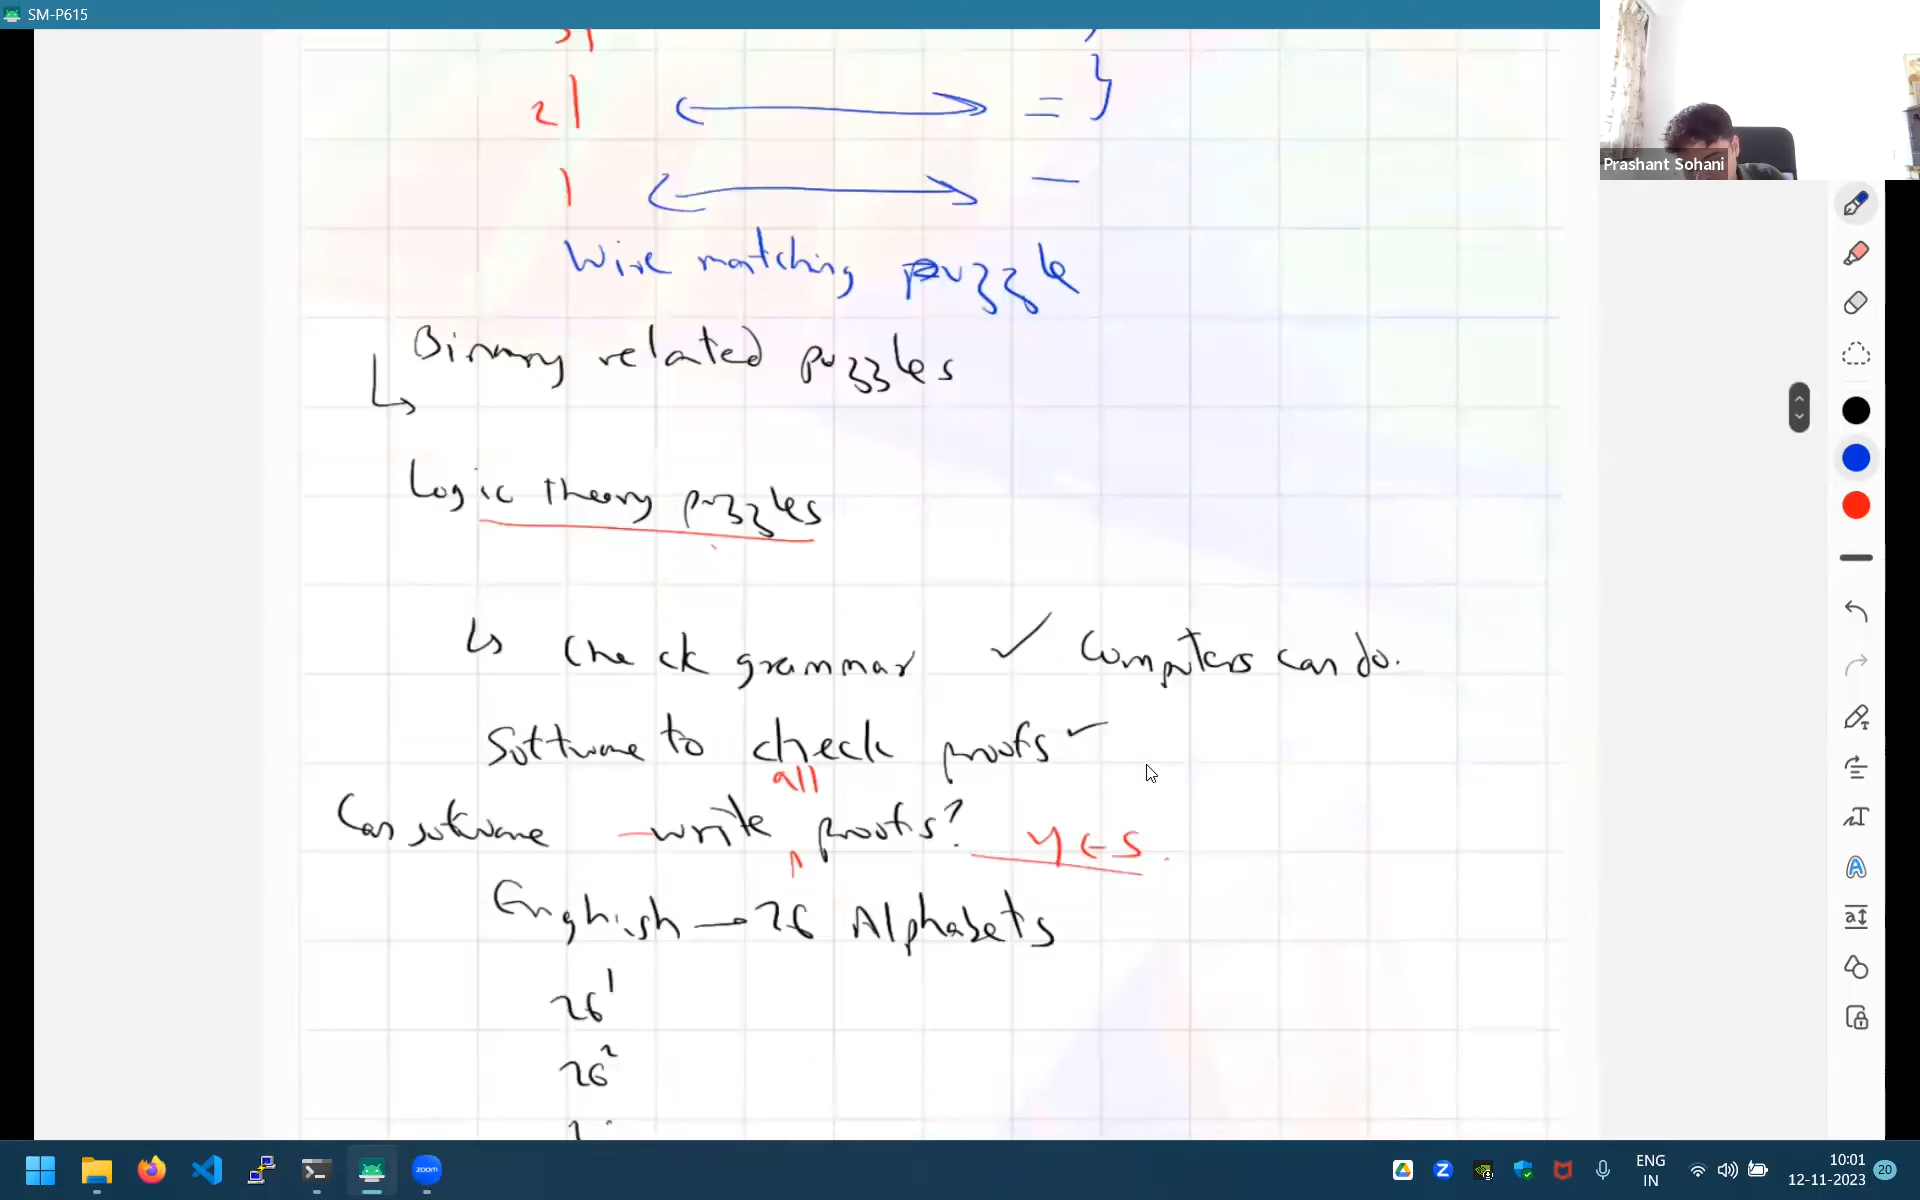 SM-P615
Prashant Sohani
21 =
1 —
Wire matching puzzle
Binary related puzzles
Logic theory puzzles
Check grammar ✓ Computers can do.
Software to check proofs ✓
all
Can software write proofs? YES.
English → 26 Alphabets
26¹
26²
zoom
ENG
IN
10:01
12-11-2023
20